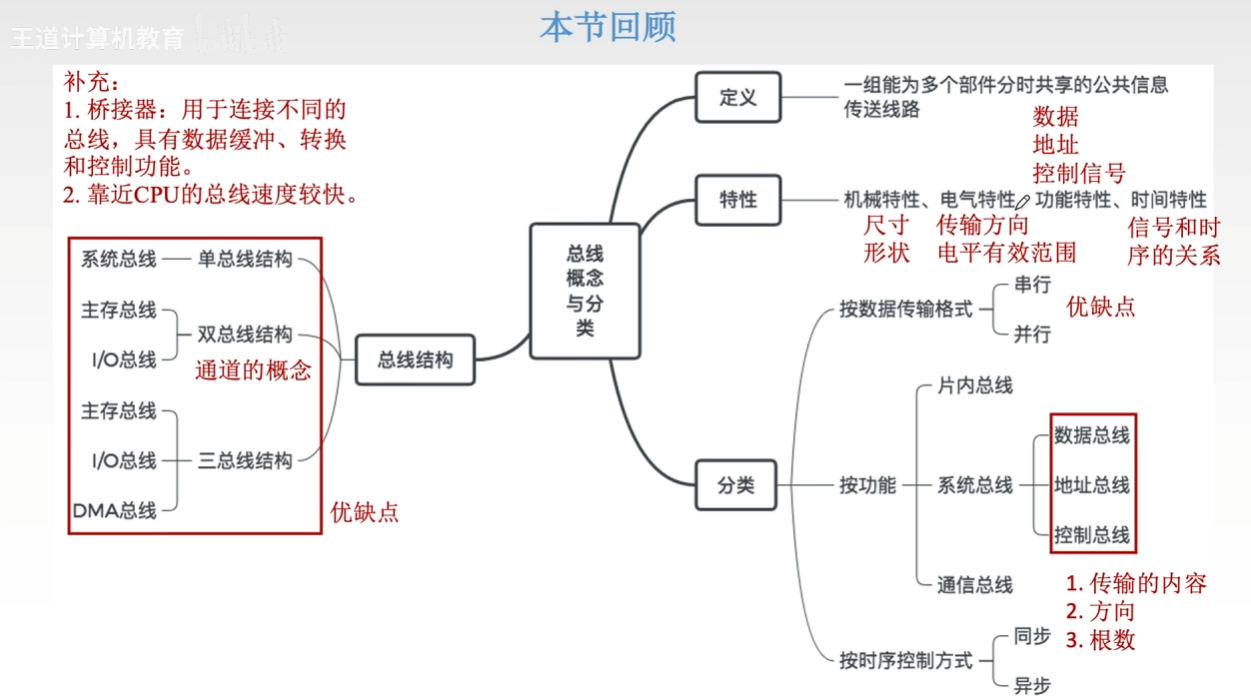 王道计算机教育
本节回顾
补充：
1. 桥接器：用于连接不同的
总线，具有数据缓冲、转换
和控制功能。
2. 靠近CPU的总线速度较快。
系统总线
单总线结构
主存总线
I/O总线
双总线结构
通道的概念
主存总线
I/O总线
DMA总线
三总线结构
优缺点
总线结构
总线
概念
与分
类
定义
一组能为多个部件分时共享的公共信息
传送线路
数据
地址
控制信号
特性
机械特性、电气特性、功能特性、时间特性
尺寸
形状
传输方向
电平有效范围
信号和时
序的关系
分类
按数据传输格式
串行
并行
优缺点
按功能
片内总线
系统总线
数据总线
地址总线
控制总线
通信总线
1. 传输的内容
2. 方向
3. 根数
按时序控制方式
同步
异步